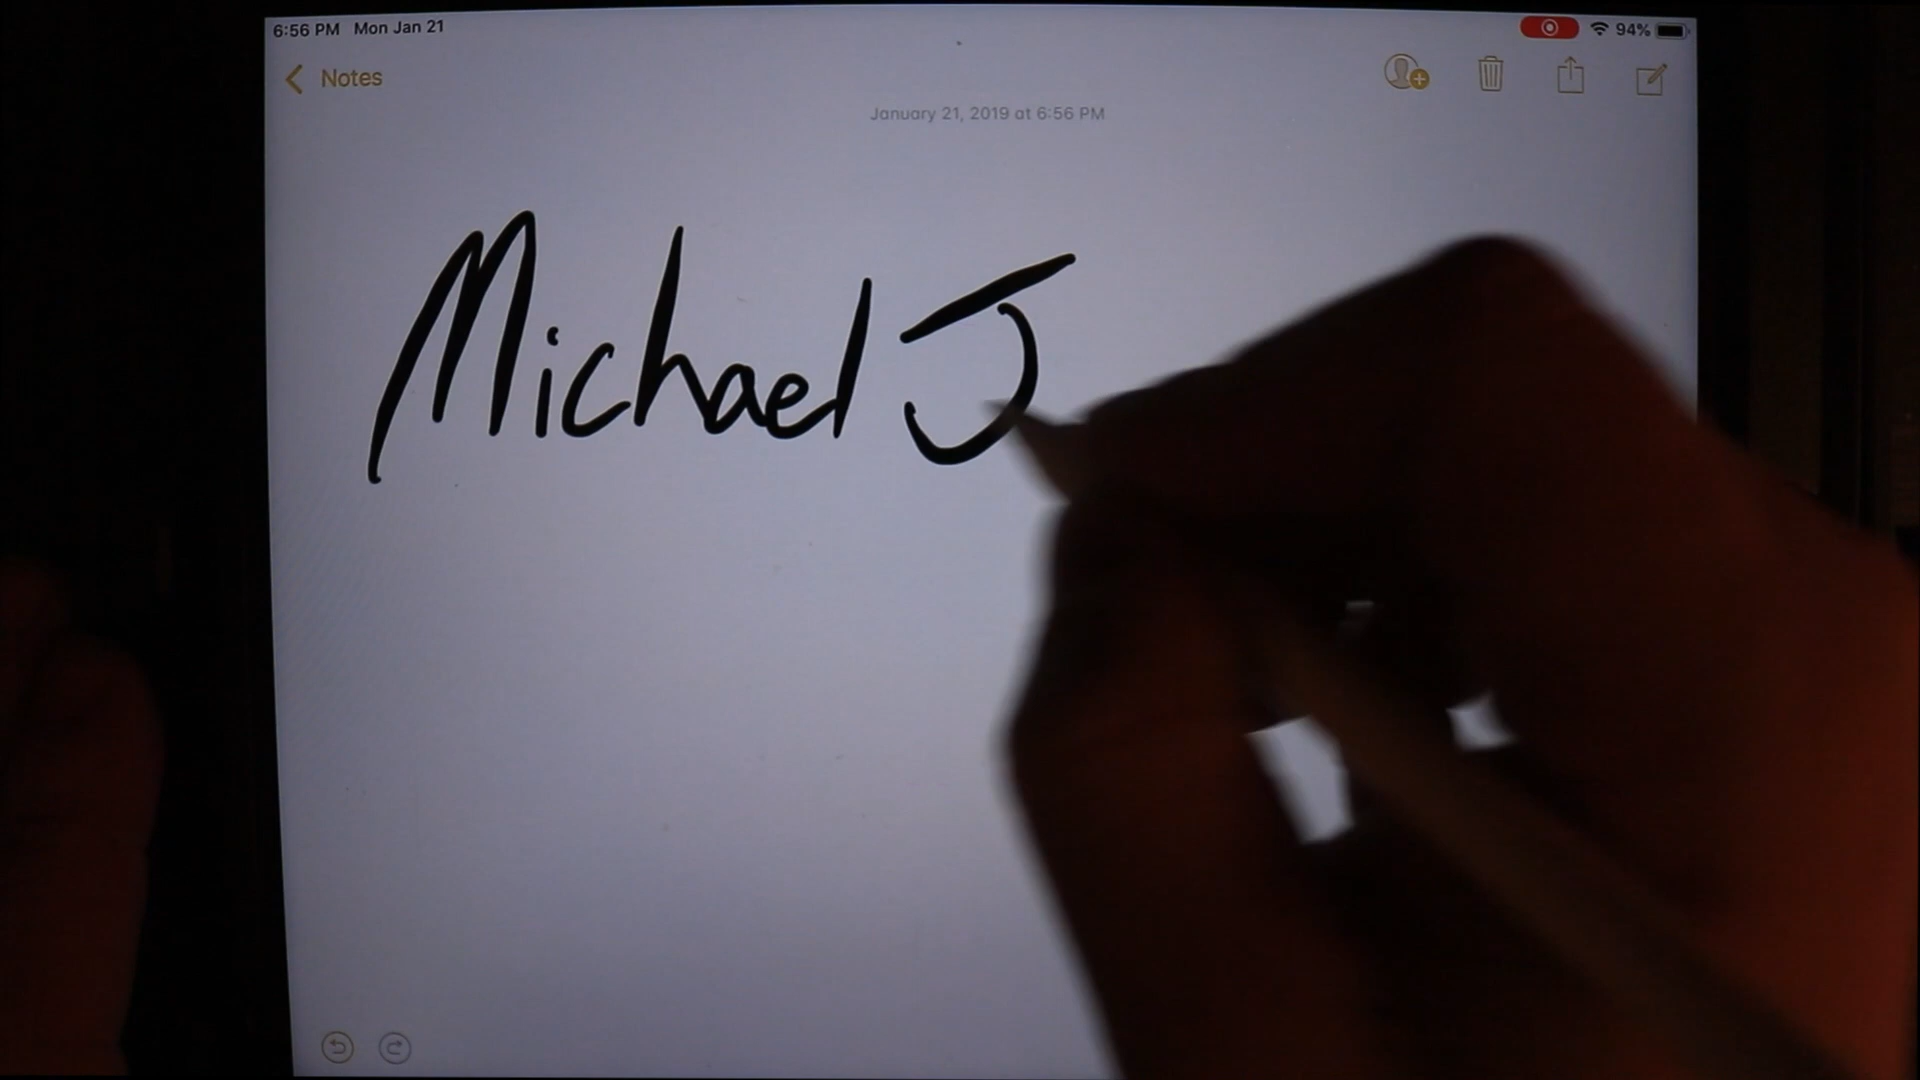 6:56 PM Mon Jan 21 94%
Notes
January 21, 2019 at 6:56 PM
Michael J